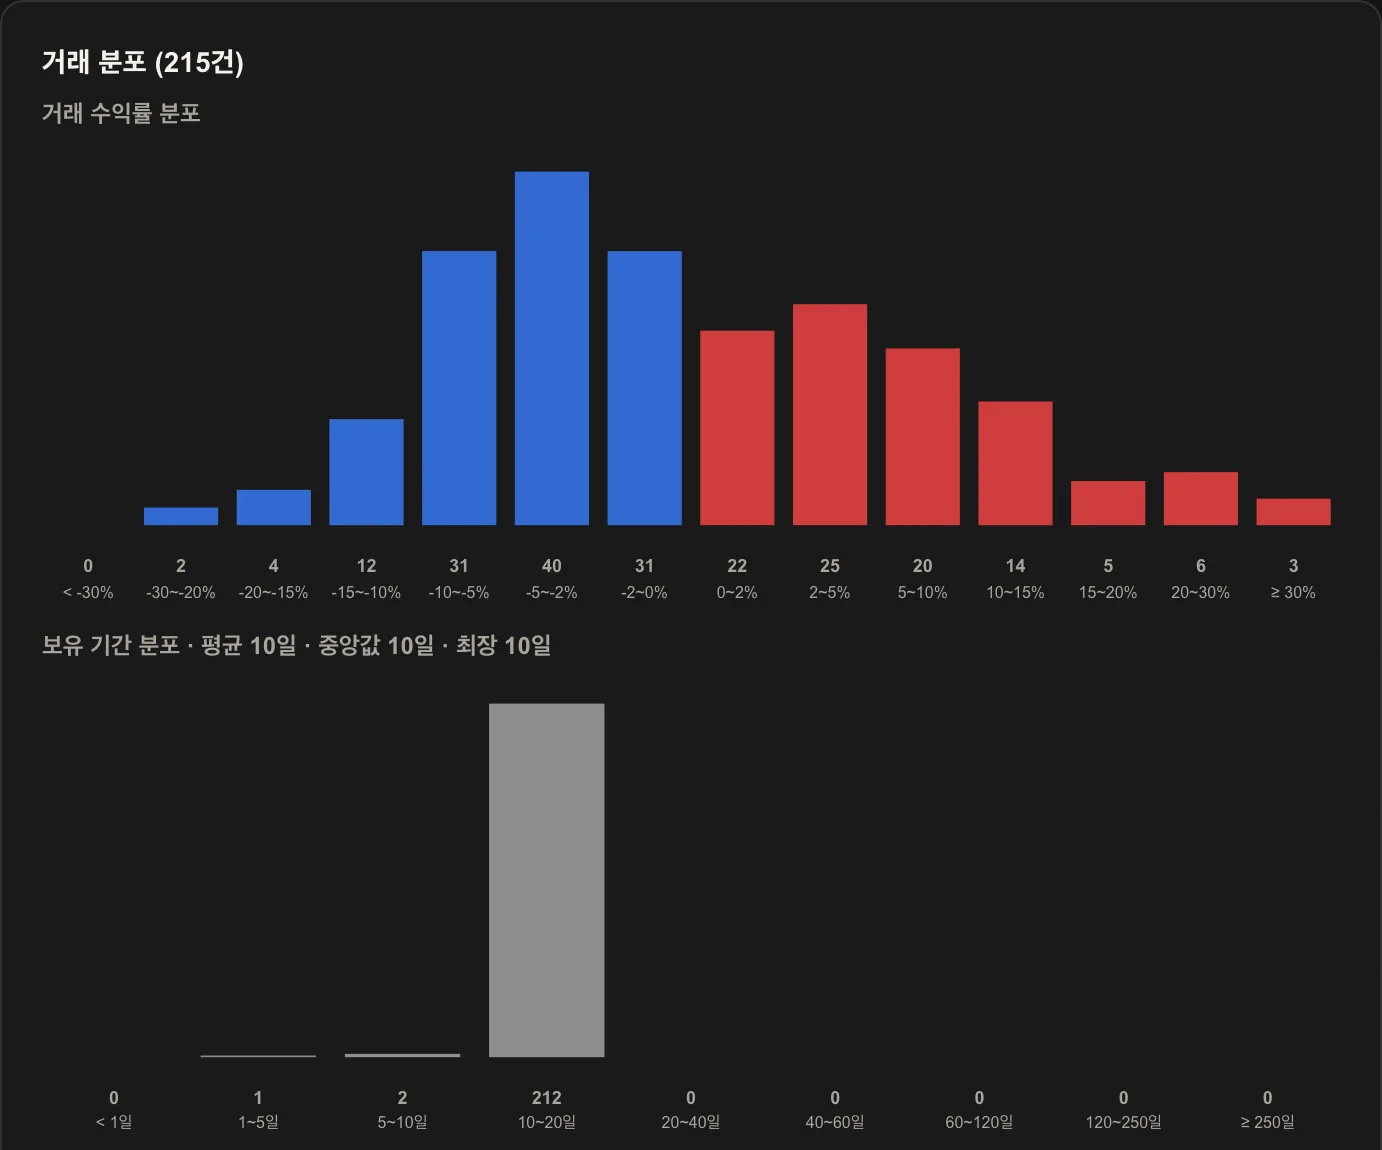 거래 분포 (215건)
거래 수익률 분포
0 2 4 12 31 40 31 22 25 20 14 5 6 3
< -30% -30~-20% -20~-15% -15~-10% -10~-5% -5~-2% -2~0% 0~2% 2~5% 5~10% 10~15% 15~20% 20~30% ≥ 30%
보유 기간 분포 · 평균 10일 · 중앙값 10일 · 최장 10일
0 1 2 212 0 0 0 0 0
< 1일 1~5일 5~10일 10~20일 20~40일 40~60일 60~120일 120~250일 ≥ 250일